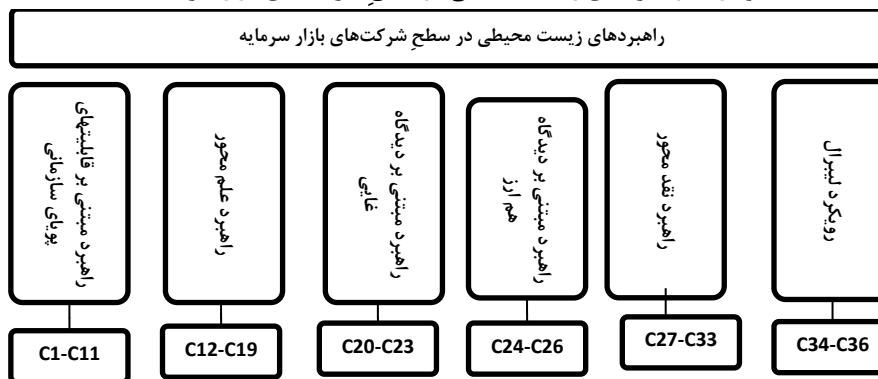 راهبردهای زیست محیطی در سطحِ شرکت‌های بازار سرمایه
رویکرد لیبرال
راهبرد نقد محور
راهبرد مبتنی بر دیدگاه
هم ارز
راهبرد مبتنی بر دیدگاه
غایی
راهبرد علم محور
راهبرد مبتنی بر قابلیتهای
پویای سازمانی
C34-C36
C27-C33
C24-C26
C20-C23
C12-C19
C1-C11